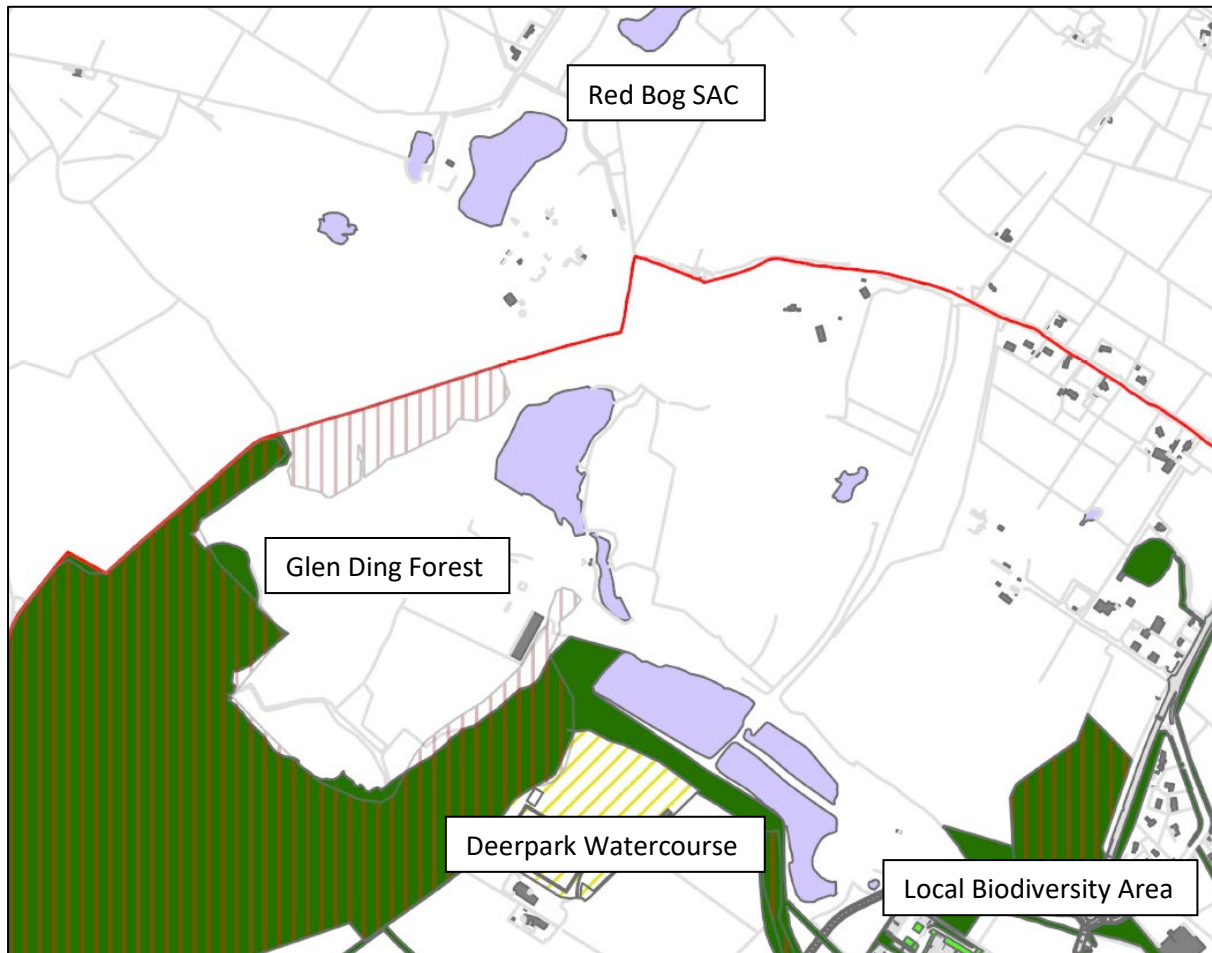 Red Bog SAC
Glen Ding Forest
Deerpark Watercourse
Local Biodiversity Area